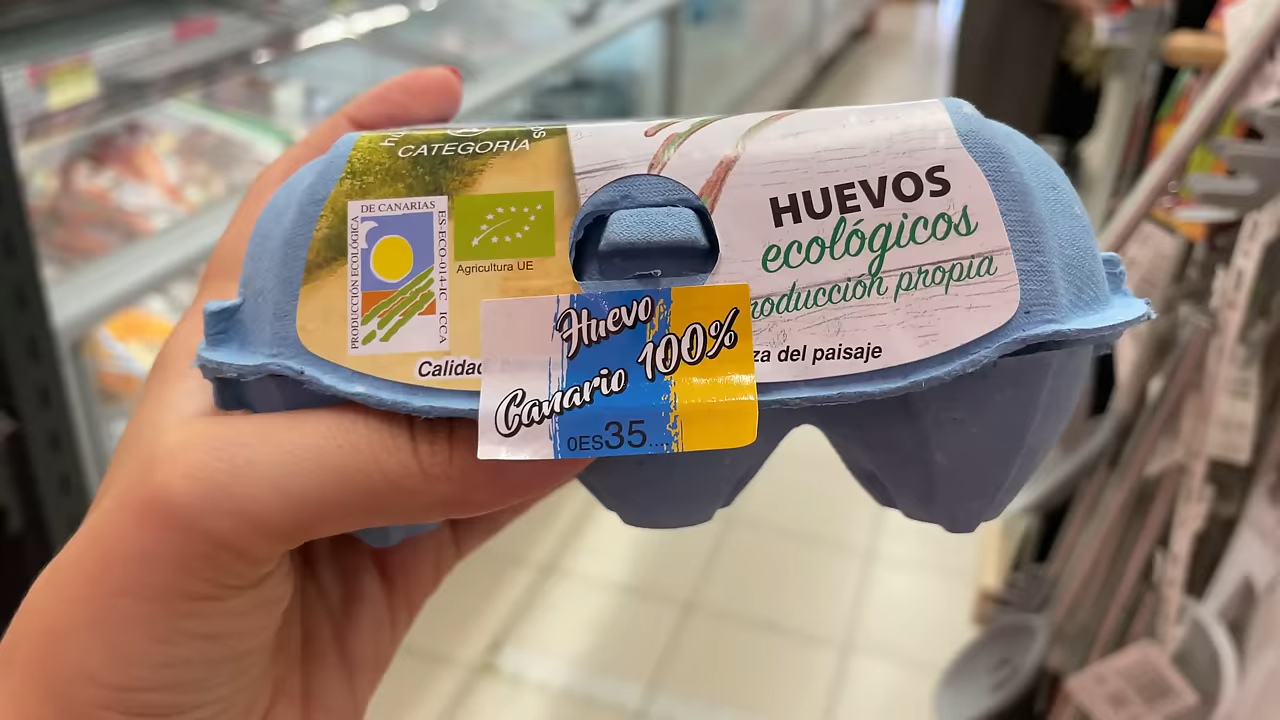 CATEGORÍA
DE CANARIAS
PRODUCCIÓN ECOLÓGICA
ES-ECO-014-IC ICCA
Agricultura UE
Calidad
HUEVOS
ecológicos
roducción propia
za del paisaje
Huevo
Canario 100%
0ES35...